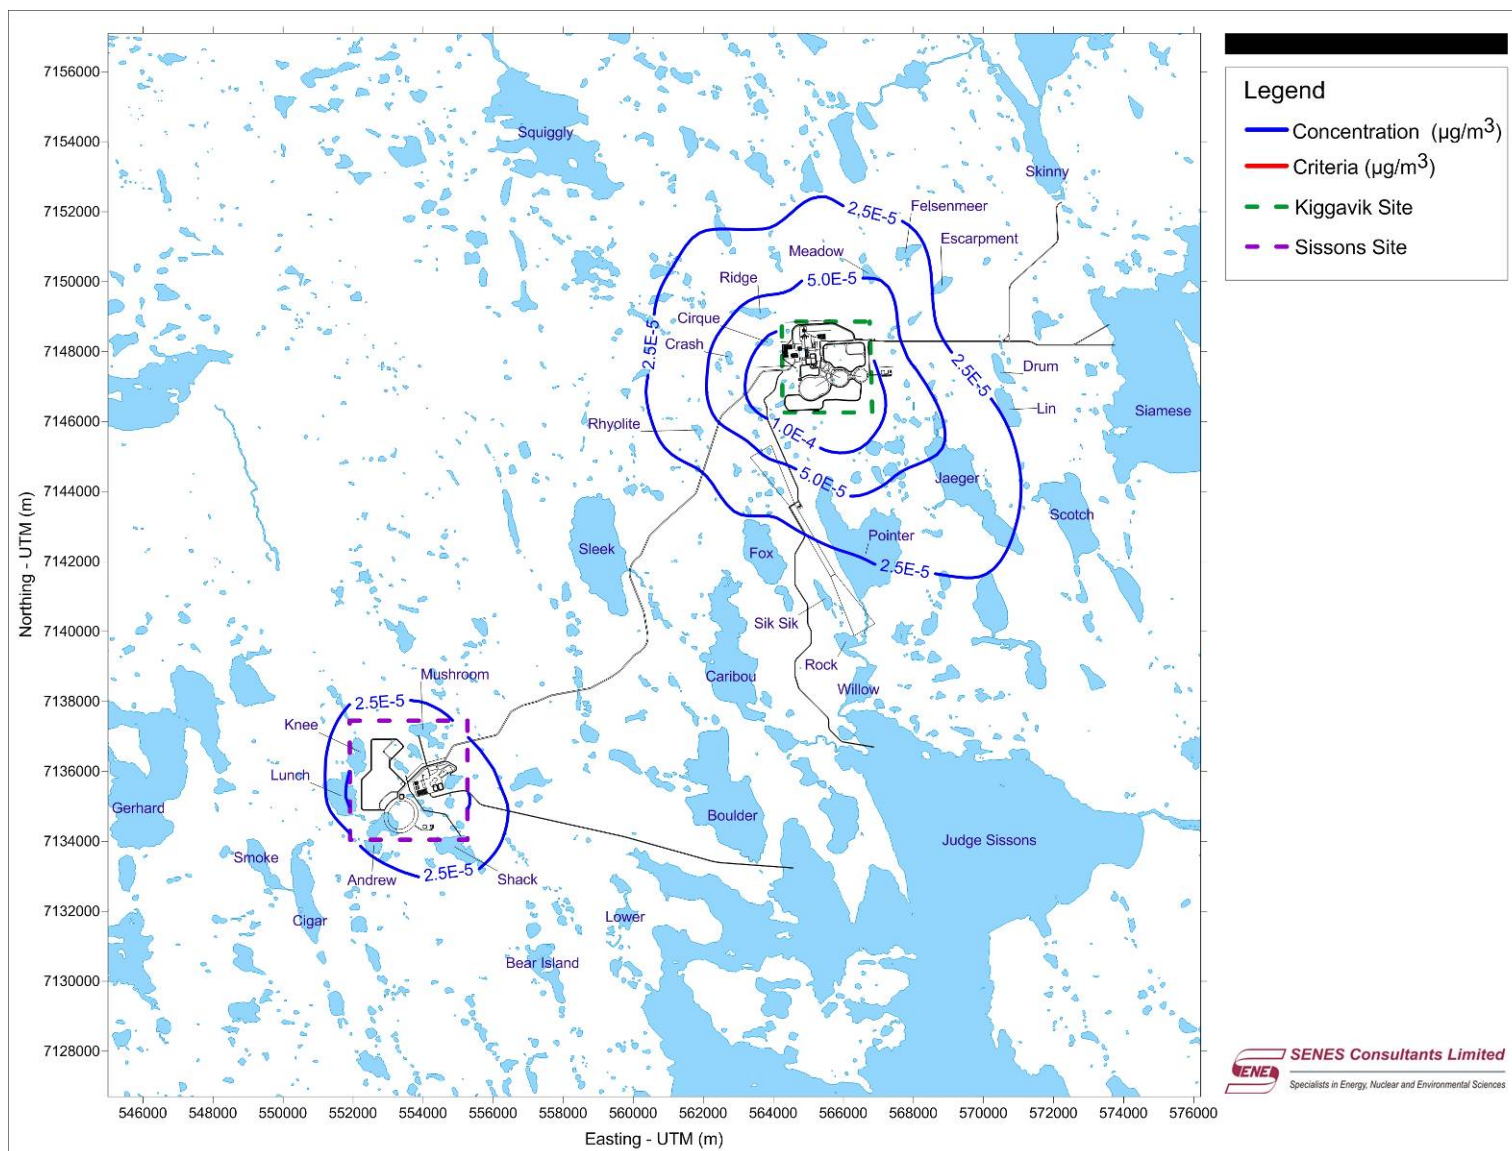 Legend
Concentration (µg/m3)
Criteria (µg/m3)
Kiggavik Site
Sissons Site
7156000
7154000
7152000
7150000
7148000
7146000
7144000
7142000
7140000
7138000
7136000
7134000
7132000
7130000
7128000
Northing - UTM (m)
Squiggly
Skinny
2.5E-5
Felsenmeer
Escarpment
Meadow
5.0E-5
Ridge
Cirque
Crash
2.5E-5
2.5E-5
Drum
Lin
Siamese
Rhyolite
1.0E-4
5.0E-5
Jaeger
Scotch
Pointer
Sleek
Fox
2.5E-5
Sik Sik
Rock
Caribou
Willow
Mushroom
2.5E-5
Knee
Lunch
Gerhard
Boulder
Judge Sissons
Smoke
Andrew
2.5E-5
Shack
Cigar
Lower
Bear Island
546000 548000 550000 552000 554000 556000 558000 560000 562000 564000 566000 568000 570000 572000 574000 576000
Easting - UTM (m)
SENES
SENES Consultants Limited
Specialists in Energy, Nuclear and Environmental Sciences